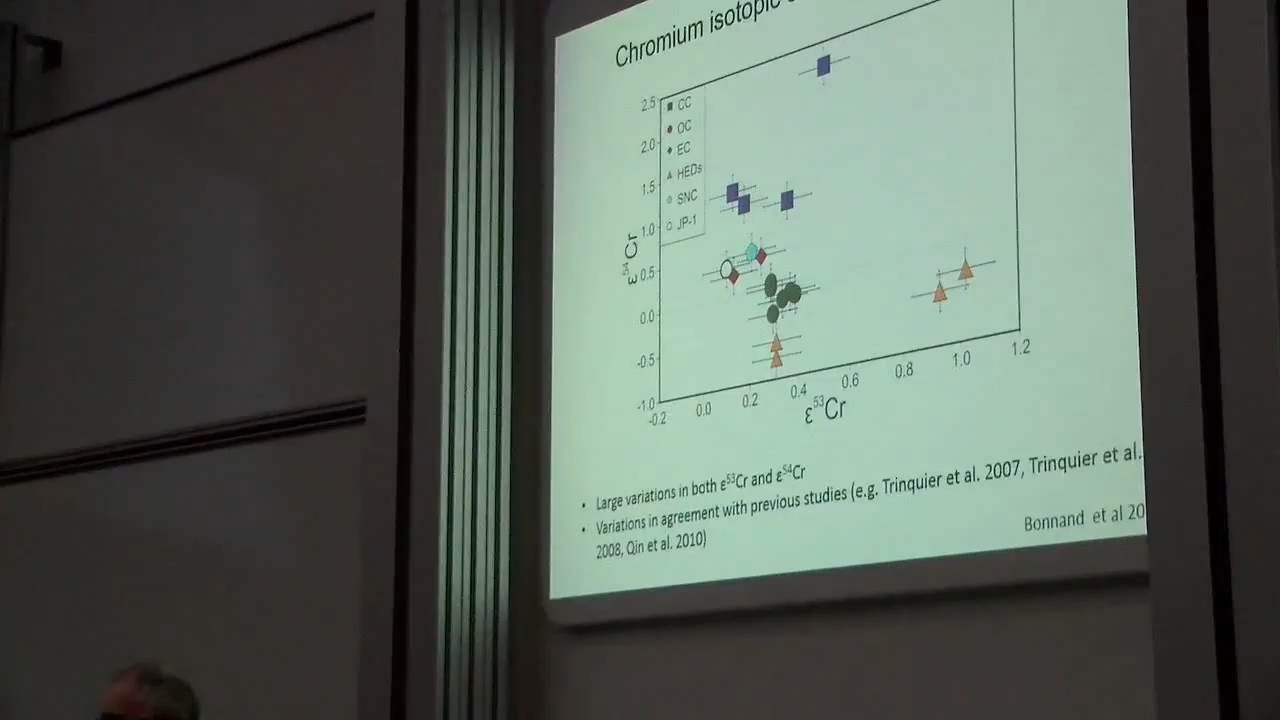 Chromium isotopic
2.5
2.0
1.5
1.0
0.5
0.0
-0.5
-1.0
CC
OC
EC
HEDs
SNC
JP-1
ε54Cr
-0.2
0.0
0.2
0.4
0.6
0.8
1.0
1.2
ε53Cr
• Large variations in both ε53Cr and ε54Cr
• Variations in agreement with previous studies (e.g. Trinquier et al. 2007, Trinquier et al.
2008, Qin et al. 2010)
Bonnand et al 20